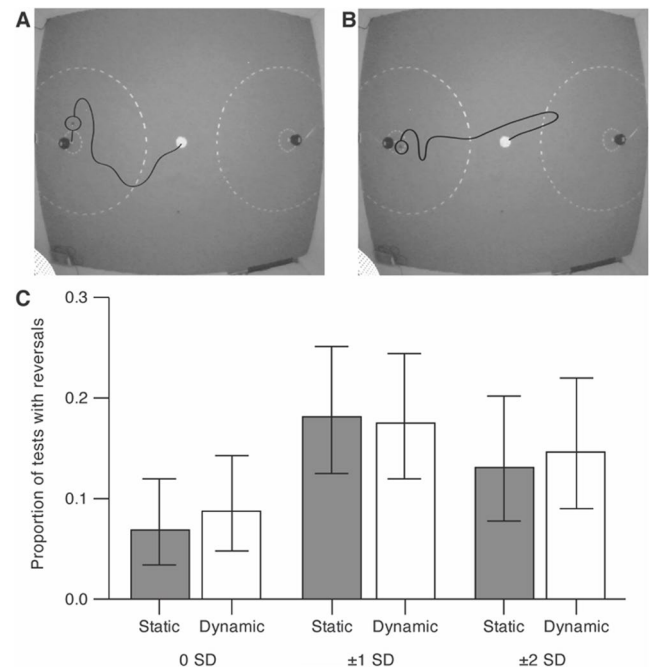 A B
C
Proportion of tests with reversals
0.3
0.2
0.1
0.0
Static Dynamic Static Dynamic Static Dynamic
0 SD ±1 SD ±2 SD